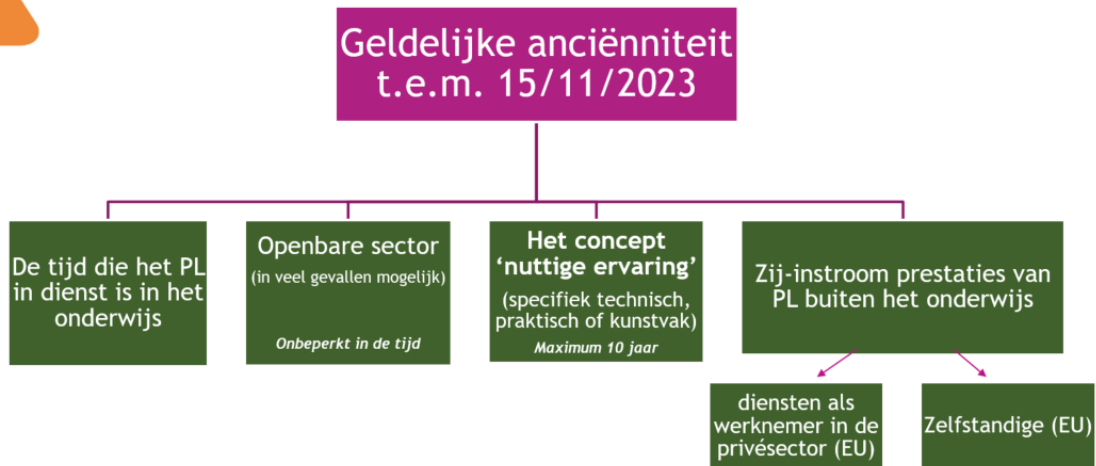 Geldelijke anciënniteit
t.e.m. 15/11/2023
De tijd die het PL
in dienst is in het
onderwijs
Openbare sector
(in veel gevallen mogelijk)
Onbeperkt in de tijd
Het concept
‘nuttige ervaring’
(specifiek technisch,
praktisch of kunstvak)
Maximum 10 jaar
Zij-instroom prestaties van
PL buiten het onderwijs
diensten als
werknemer in de
privésector (EU)
Zelfstandige (EU)